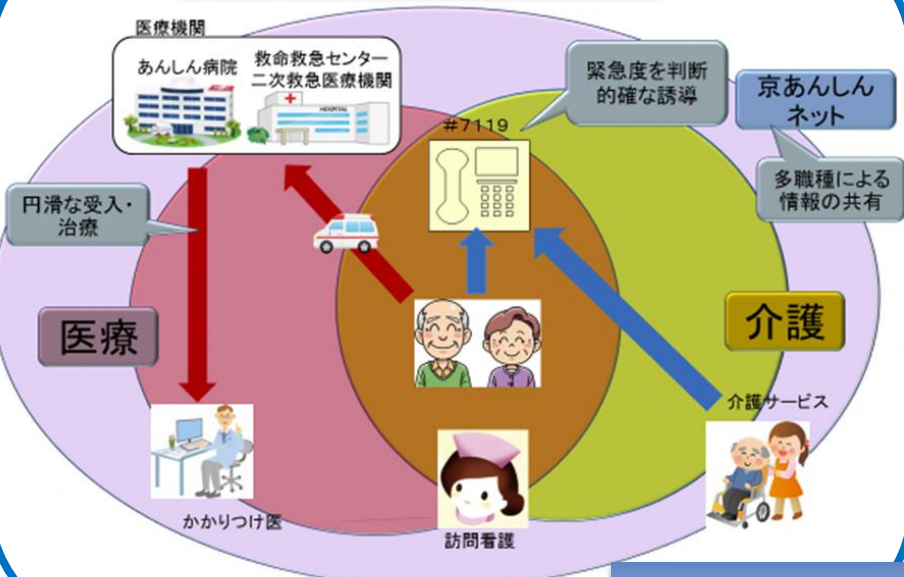 医療機関
あんしん病院
救命救急センター
二次救急医療機関
HOSPITAL
緊急度を判断
的確な誘導
京あんしん
ネット
#7119
多職種による
情報の共有
円滑な受入・
治療
医療
介護
介護サービス
かかりつけ医
訪問看護